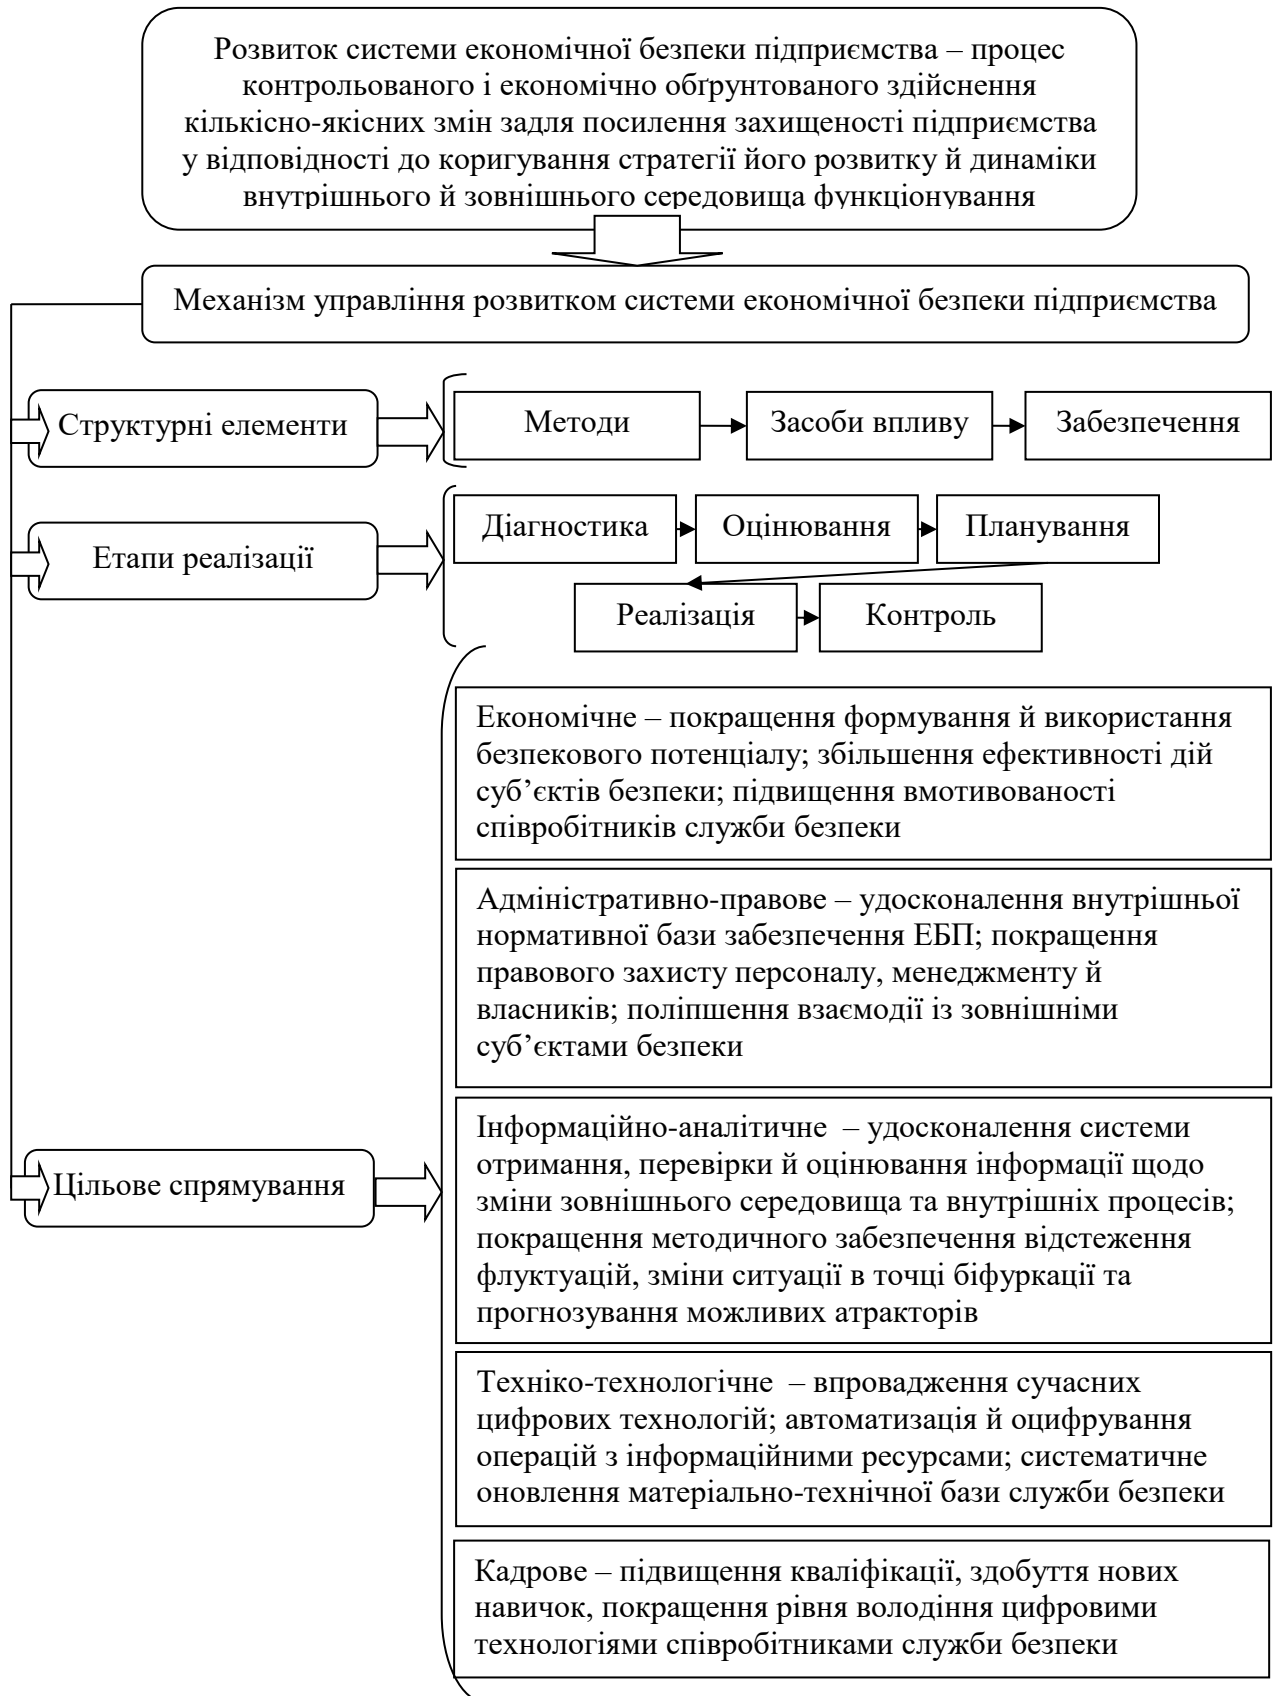 Розвиток системи економічної безпеки підприємства – процес
контрольованого і економічно обґрунтованого здійснення
кількісно-якісних змін задля посилення захищеності підприємства
у відповідності до коригування стратегії його розвитку й динаміки
внутрішнього й зовнішнього середовища функціонування
Механізм управління розвитком системи економічної безпеки підприємства
Структурні елементи
Методи
Засоби впливу
Забезпечення
Етапи реалізації
Діагностика
Оцінювання
Планування
Реалізація
Контроль
Цільове спрямування
Економічне – покращення формування й використання
безпекового потенціалу; збільшення ефективності дій
суб’єктів безпеки; підвищення вмотивованості
співробітників служби безпеки
Адміністративно-правове – удосконалення внутрішньої
нормативної бази забезпечення ЕБП; покращення
правового захисту персоналу, менеджменту й
власників; поліпшення взаємодії із зовнішніми
суб’єктами безпеки
Інформаційно-аналітичне – удосконалення системи
отримання, перевірки й оцінювання інформації щодо
зміни зовнішнього середовища та внутрішніх процесів;
покращення методичного забезпечення відстеження
флуктуацій, зміни ситуації в точці біфуркації та
прогнозування можливих атракторів
Техніко-технологічне – впровадження сучасних
цифрових технологій; автоматизація й оцифрування
операцій з інформаційними ресурсами; систематичне
оновлення матеріально-технічної бази служби безпеки
Кадрове – підвищення кваліфікації, здобуття нових
навичок, покращення рівня володіння цифровими
технологіями співробітниками служби безпеки